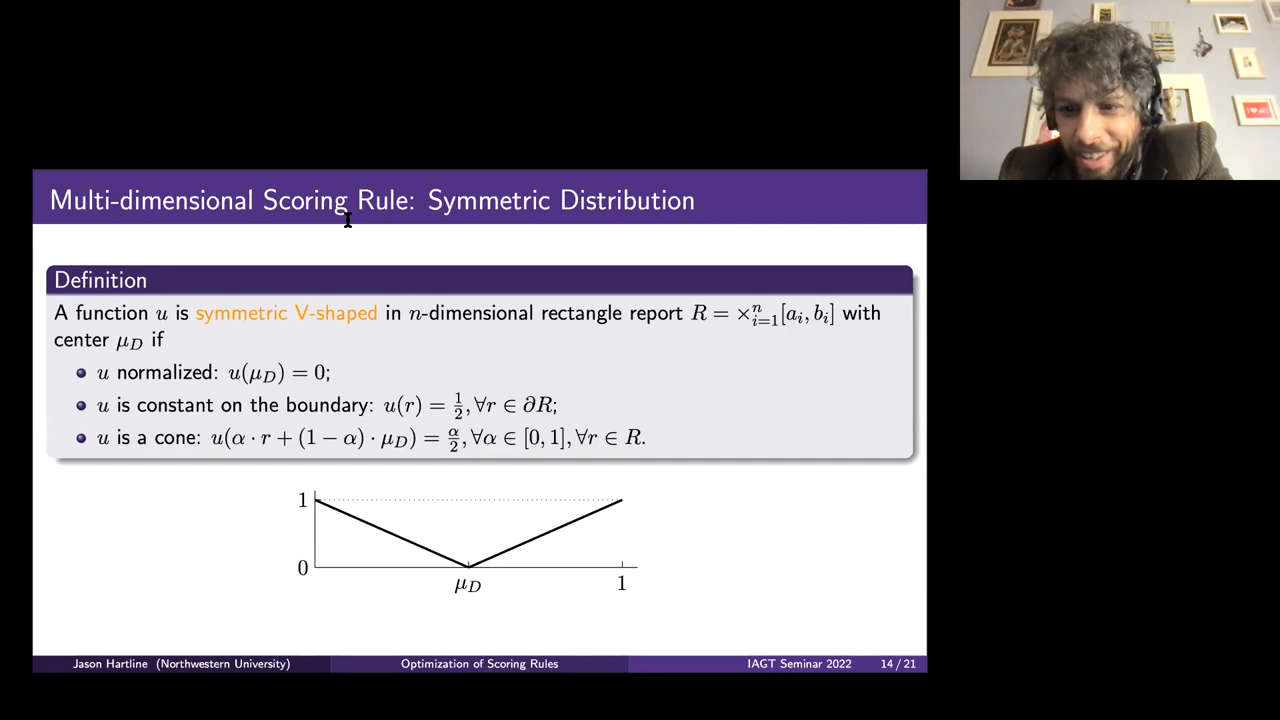 Multi-dimensional Scoring Rule: Symmetric Distribution
Definition
A function u is symmetric V-shaped in n-dimensional rectangle report R = ×ⁿᵢ₌₁[aᵢ, bᵢ] with
center μ_D if
• u normalized: u(μ_D) = 0;
• u is constant on the boundary: u(r) = 1/2, ∀r ∈ ∂R;
• u is a cone: u(α · r + (1 − α) · μ_D) = α/2, ∀α ∈ [0, 1], ∀r ∈ R.
1
0
μ_D
1
Jason Hartline (Northwestern University) Optimization of Scoring Rules IAGT Seminar 2022 14 / 21